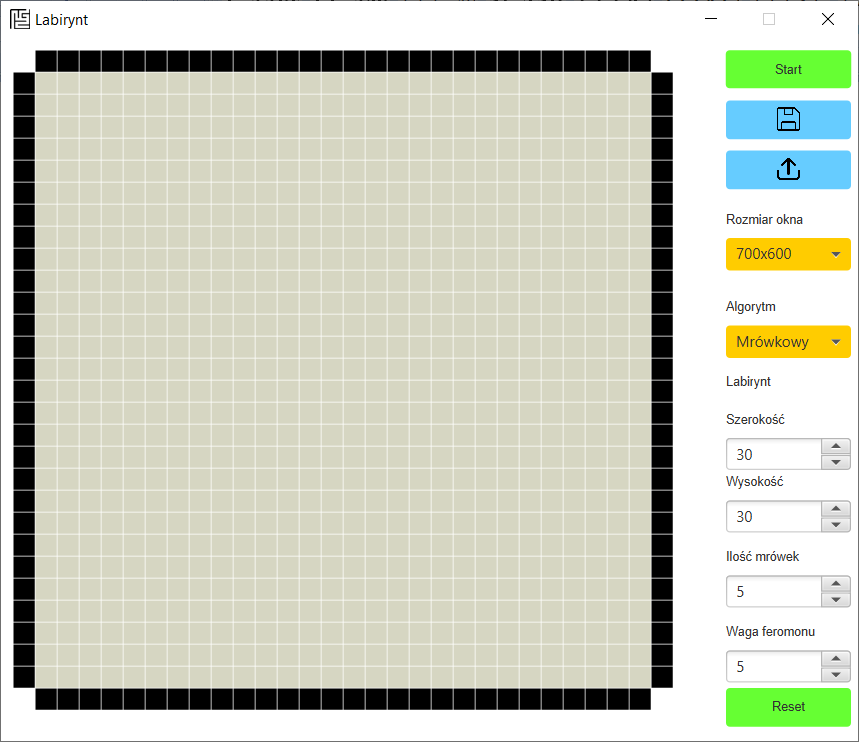 Labirynt
Start
Rozmiar okna
700x600
Algorytm
Mrówkowy
Labirynt
Szerokość
30
Wysokość
30
Ilość mrówek
5
Waga feromonu
5
Reset